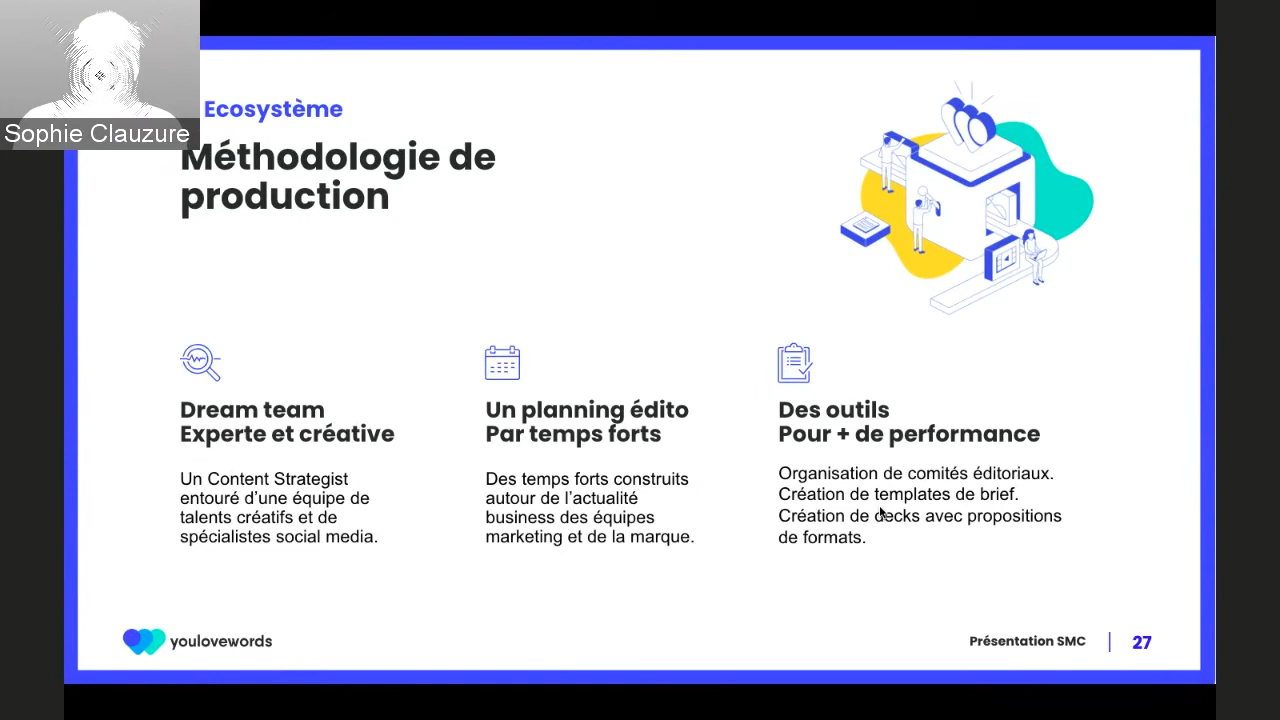 Sophie Clauzure
Ecosystème
Méthodologie de
production
Dream team
Experte et créative
Un Content Strategist
entouré d’une équipe de
talents créatifs et de
spécialistes social media.
Un planning édito
Par temps forts
Des temps forts construits
autour de l’actualité
business des équipes
marketing et de la marque.
Des outils
Pour + de performance
Organisation de comités éditoriaux.
Création de templates de brief.
Création de decks avec propositions
de formats.
youlovewords
Présentation SMC
27